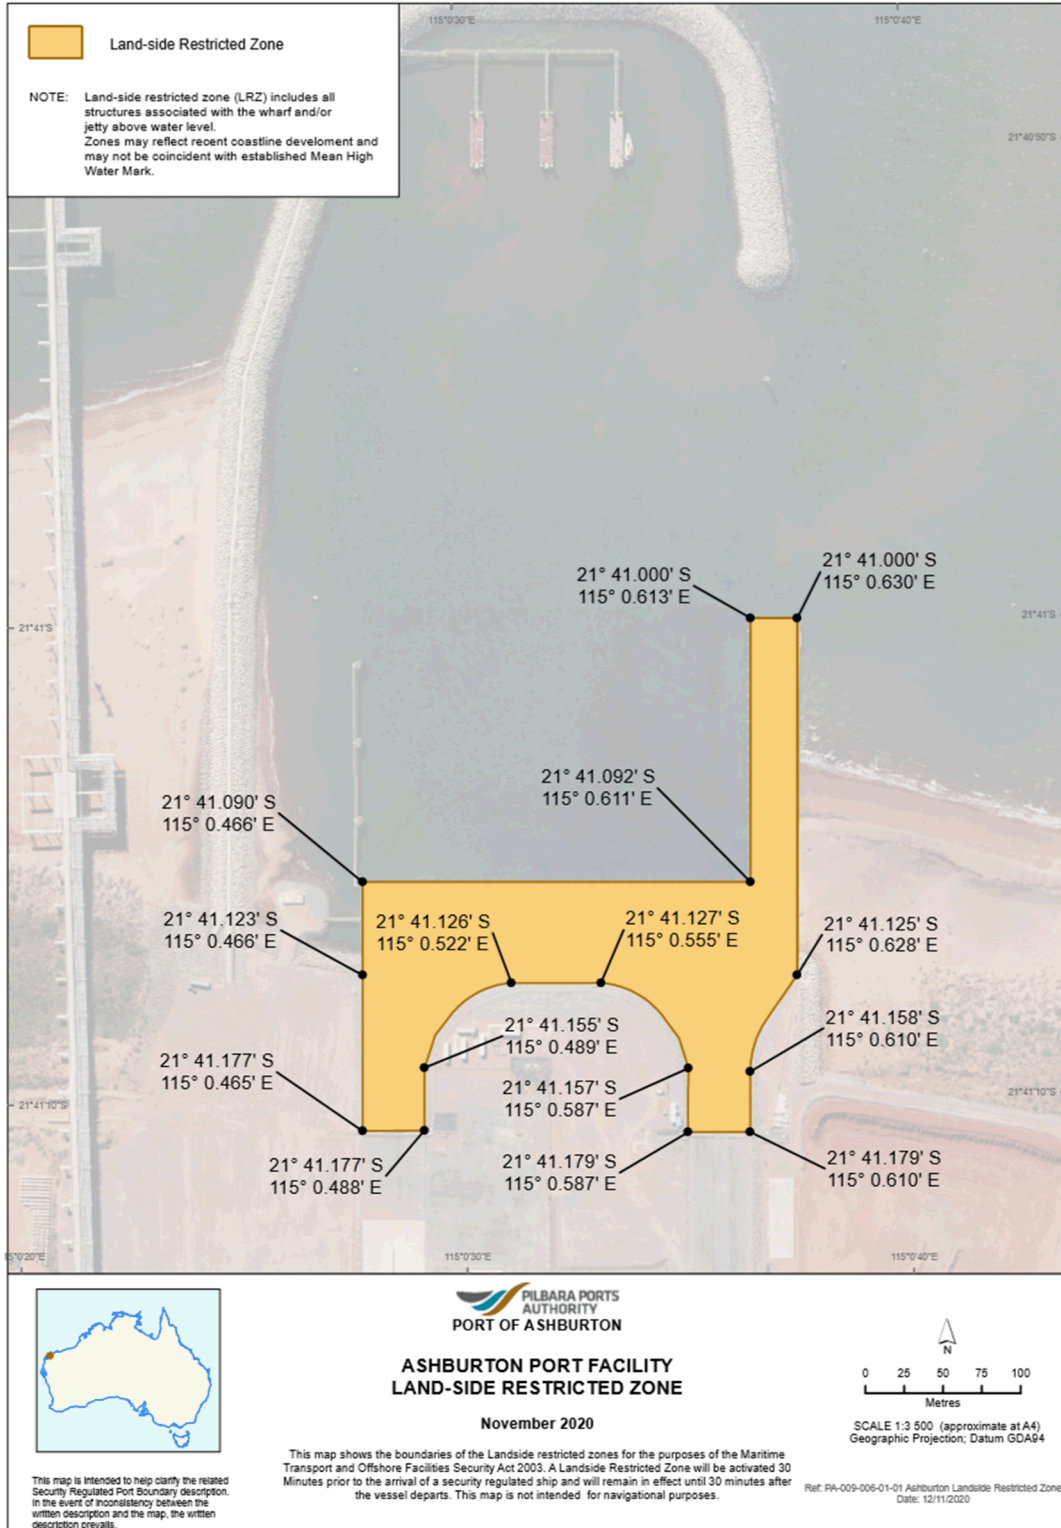 115°0'30"E
115°0'40"E
Land-side Restricted Zone
NOTE: Land-side restricted zone (LRZ) includes all
structures associated with the wharf and/or
jetty above water level.
Zones may reflect recent coastline develoment and
may not be coincident with established Mean High
Water Mark.
21°40'50"S
21° 41.000' S
115° 0.613' E
21° 41.000' S
115° 0.630' E
21°41'S
21°41'S
21° 41.092' S
115° 0.611' E
21° 41.090' S
115° 0.466' E
21° 41.123' S
115° 0.466' E
21° 41.126' S
115° 0.522' E
21° 41.127' S
115° 0.555' E
21° 41.125' S
115° 0.628' E
21° 41.155' S
115° 0.489' E
21° 41.158' S
115° 0.610' E
21° 41.177' S
115° 0.465' E
21° 41.157' S
115° 0.587' E
21°41'10"S
21°41'10"S
21° 41.177' S
115° 0.488' E
21° 41.179' S
115° 0.587' E
21° 41.179' S
115° 0.610' E
115°0'20"E
115°0'30"E
115°0'40"E
PILBARA PORTS
AUTHORITY
PORT OF ASHBURTON
ASHBURTON PORT FACILITY
LAND-SIDE RESTRICTED ZONE
November 2020
This map shows the boundaries of the Landside restricted zones for the purposes of the Maritime
Transport and Offshore Facilities Security Act 2003. A Landside Restricted Zone will be activated 30
Minutes prior to the arrival of a security regulated ship and will remain in effect until 30 minutes after
the vessel departs. This map is not intended for navigational purposes.
N
0 25 50 75 100
Metres
SCALE 1:3 500 (approximate at A4)
Geographic Projection; Datum GDA94
Ref: PA-009-006-01-01 Ashburton Landside Restricted Zone
Date: 12/11/2020
This map is intended to help clarify the related
Security Regulated Port Boundary description.
In the event of inconsistency between the
written description and the map, the written
description prevails.